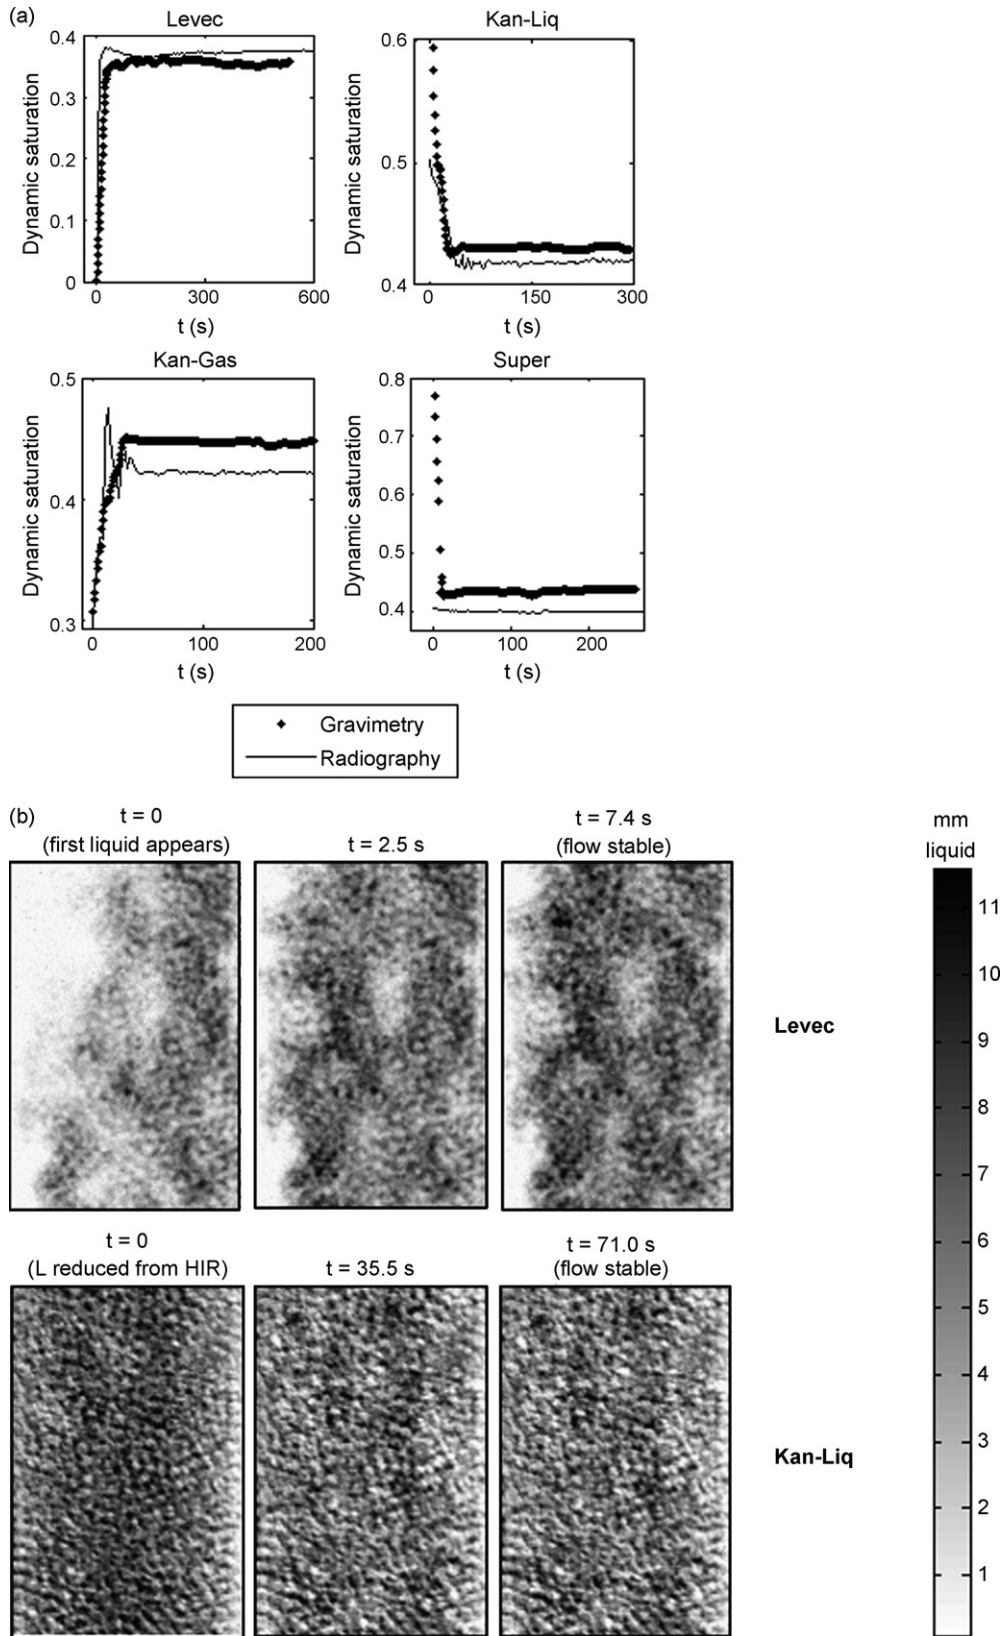 (a)
Levec
Dynamic saturation
0.4
0.3
0.2
0.1
0
0 300 600
t (s)
Kan-Liq
Dynamic saturation
0.6
0.5
0.4
0 150 300
t (s)
Kan-Gas
Dynamic saturation
0.5
0.4
0.3
0 100 200
t (s)
Super
Dynamic saturation
0.8
0.7
0.6
0.5
0.4
0 100 200
t (s)
Gravimetry
Radiography
(b)
t = 0
(first liquid appears)
t = 2.5 s
t = 7.4 s
(flow stable)
Levec
t = 0
(L reduced from HIR)
t = 35.5 s
t = 71.0 s
(flow stable)
Kan-Liq
mm
liquid
11
10
9
8
7
6
5
4
3
2
1